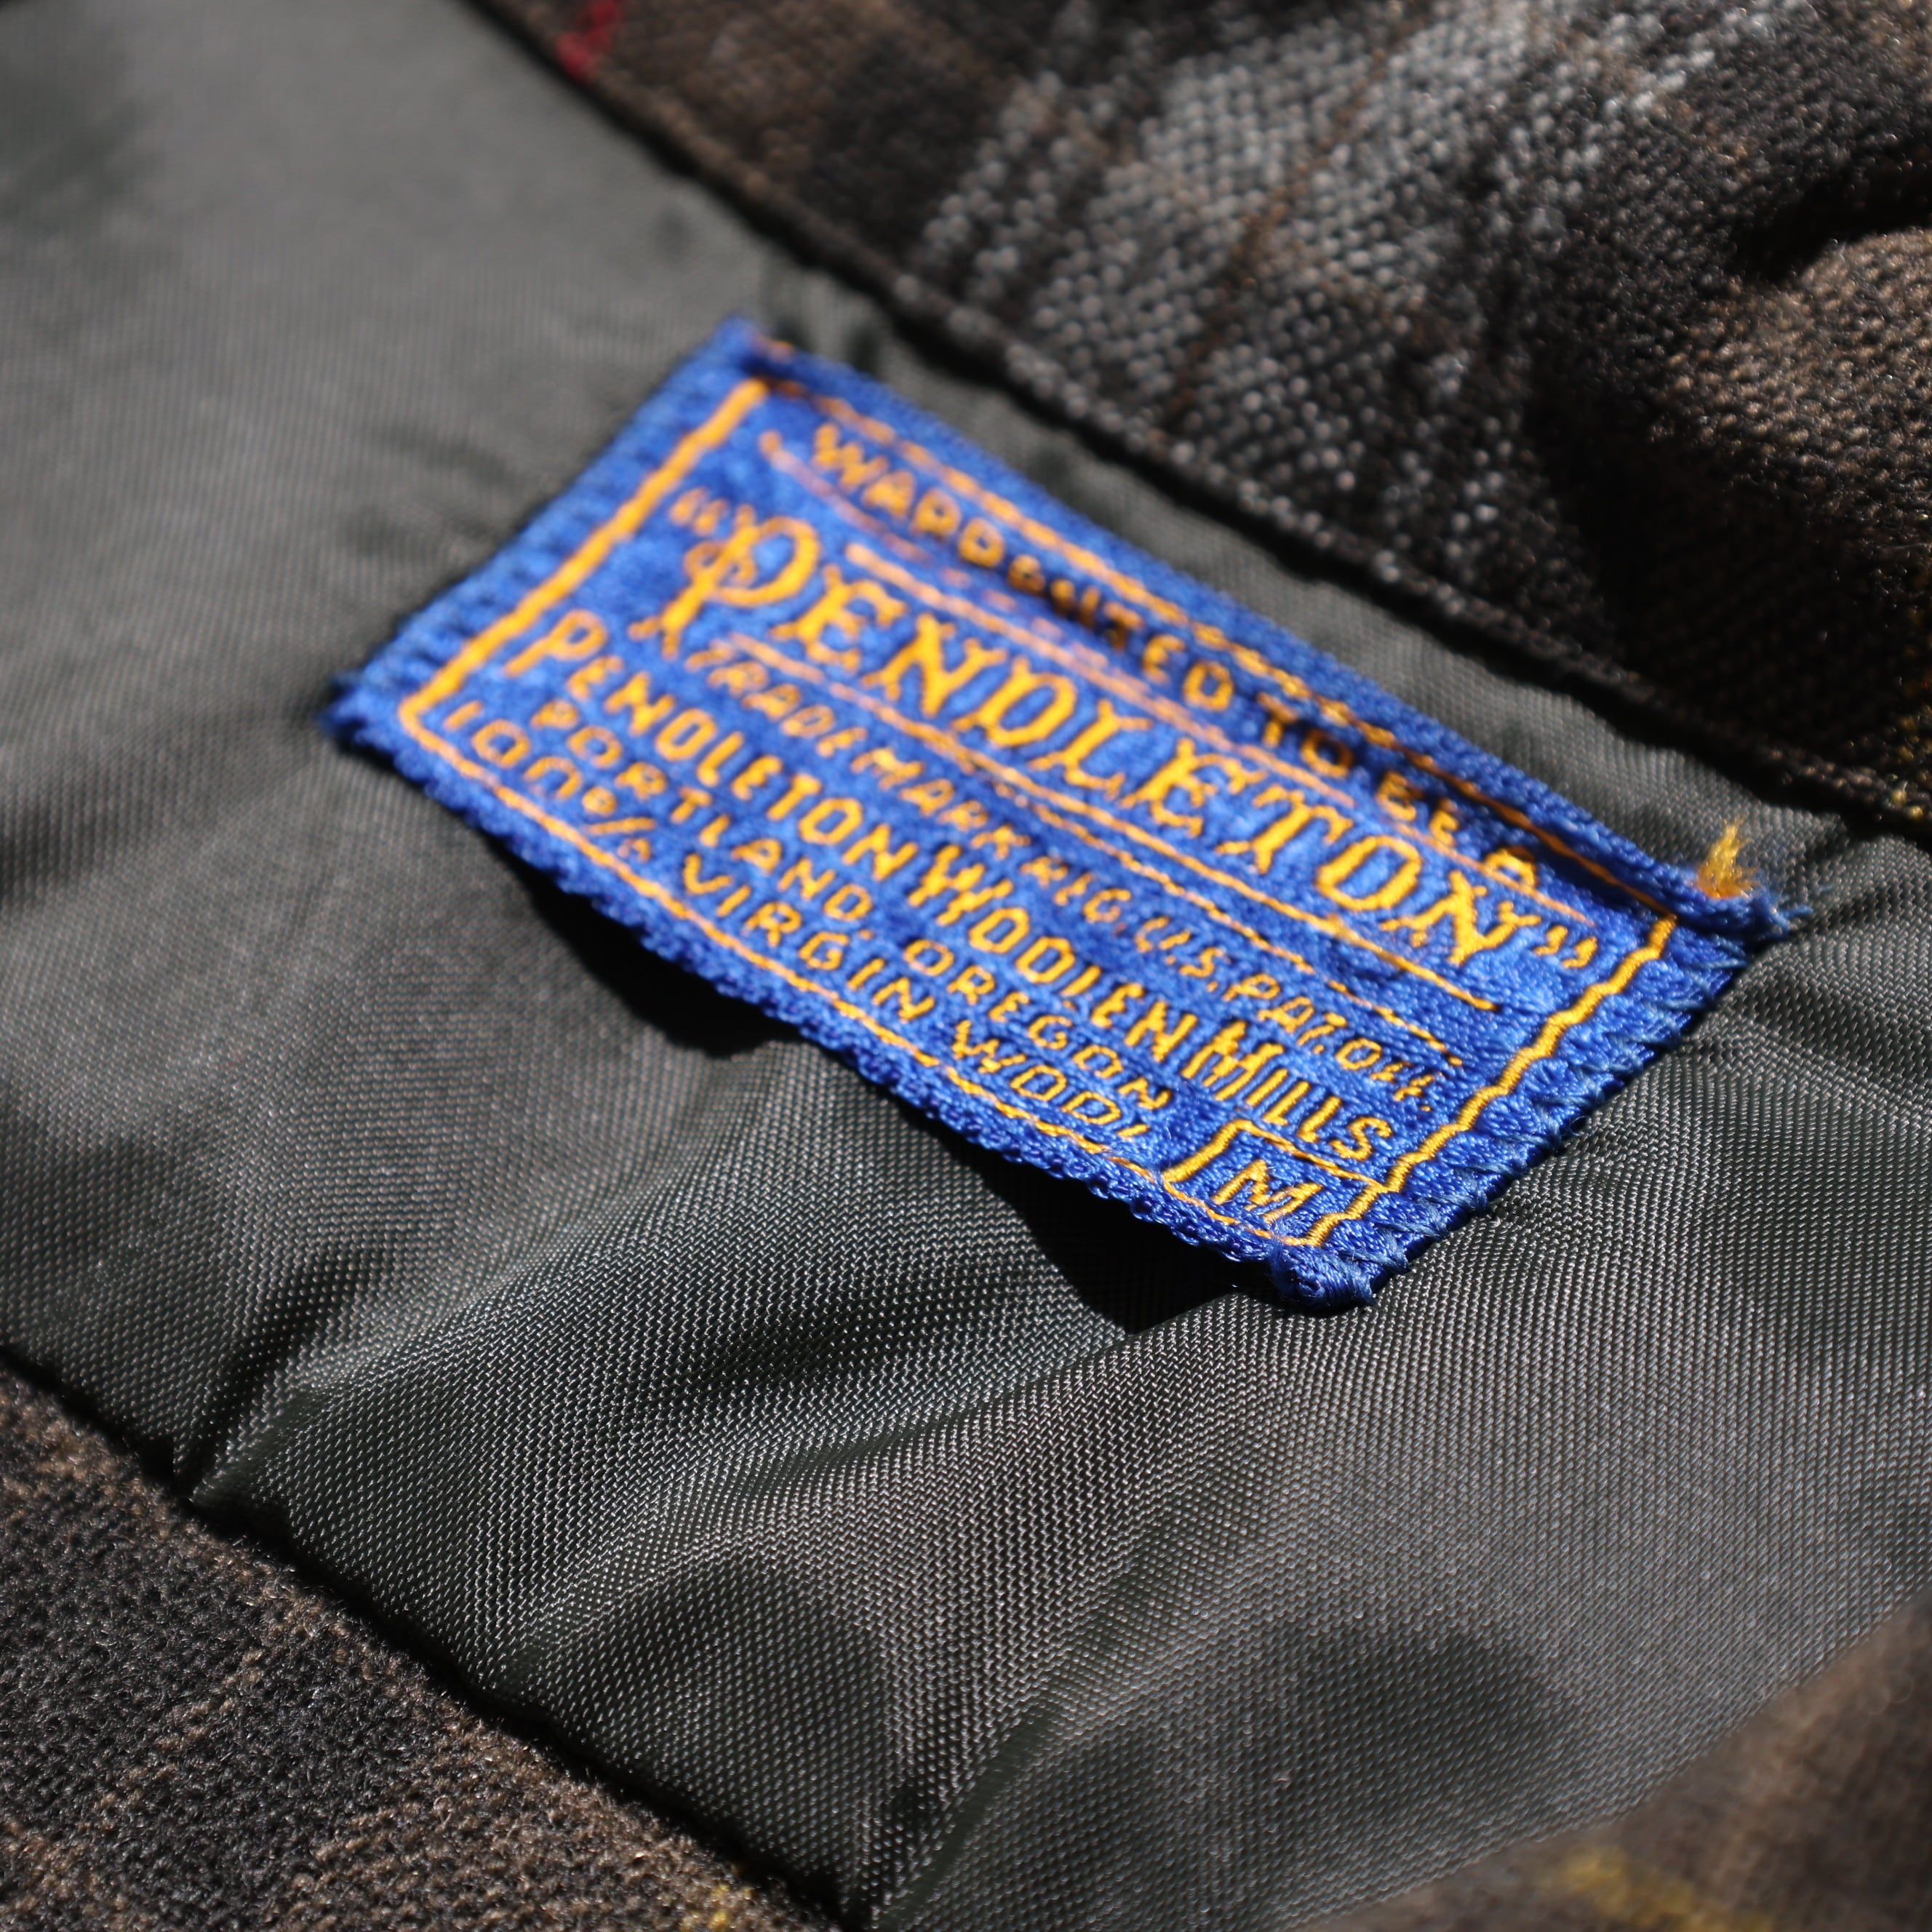 WARRANTED TO BE A
“PENDLETON”
TRADE MARK REG. U.S. PAT. OFF.
PENDLETON WOOLEN MILLS
PORTLAND, OREGON
100% VIRGIN WOOL
M